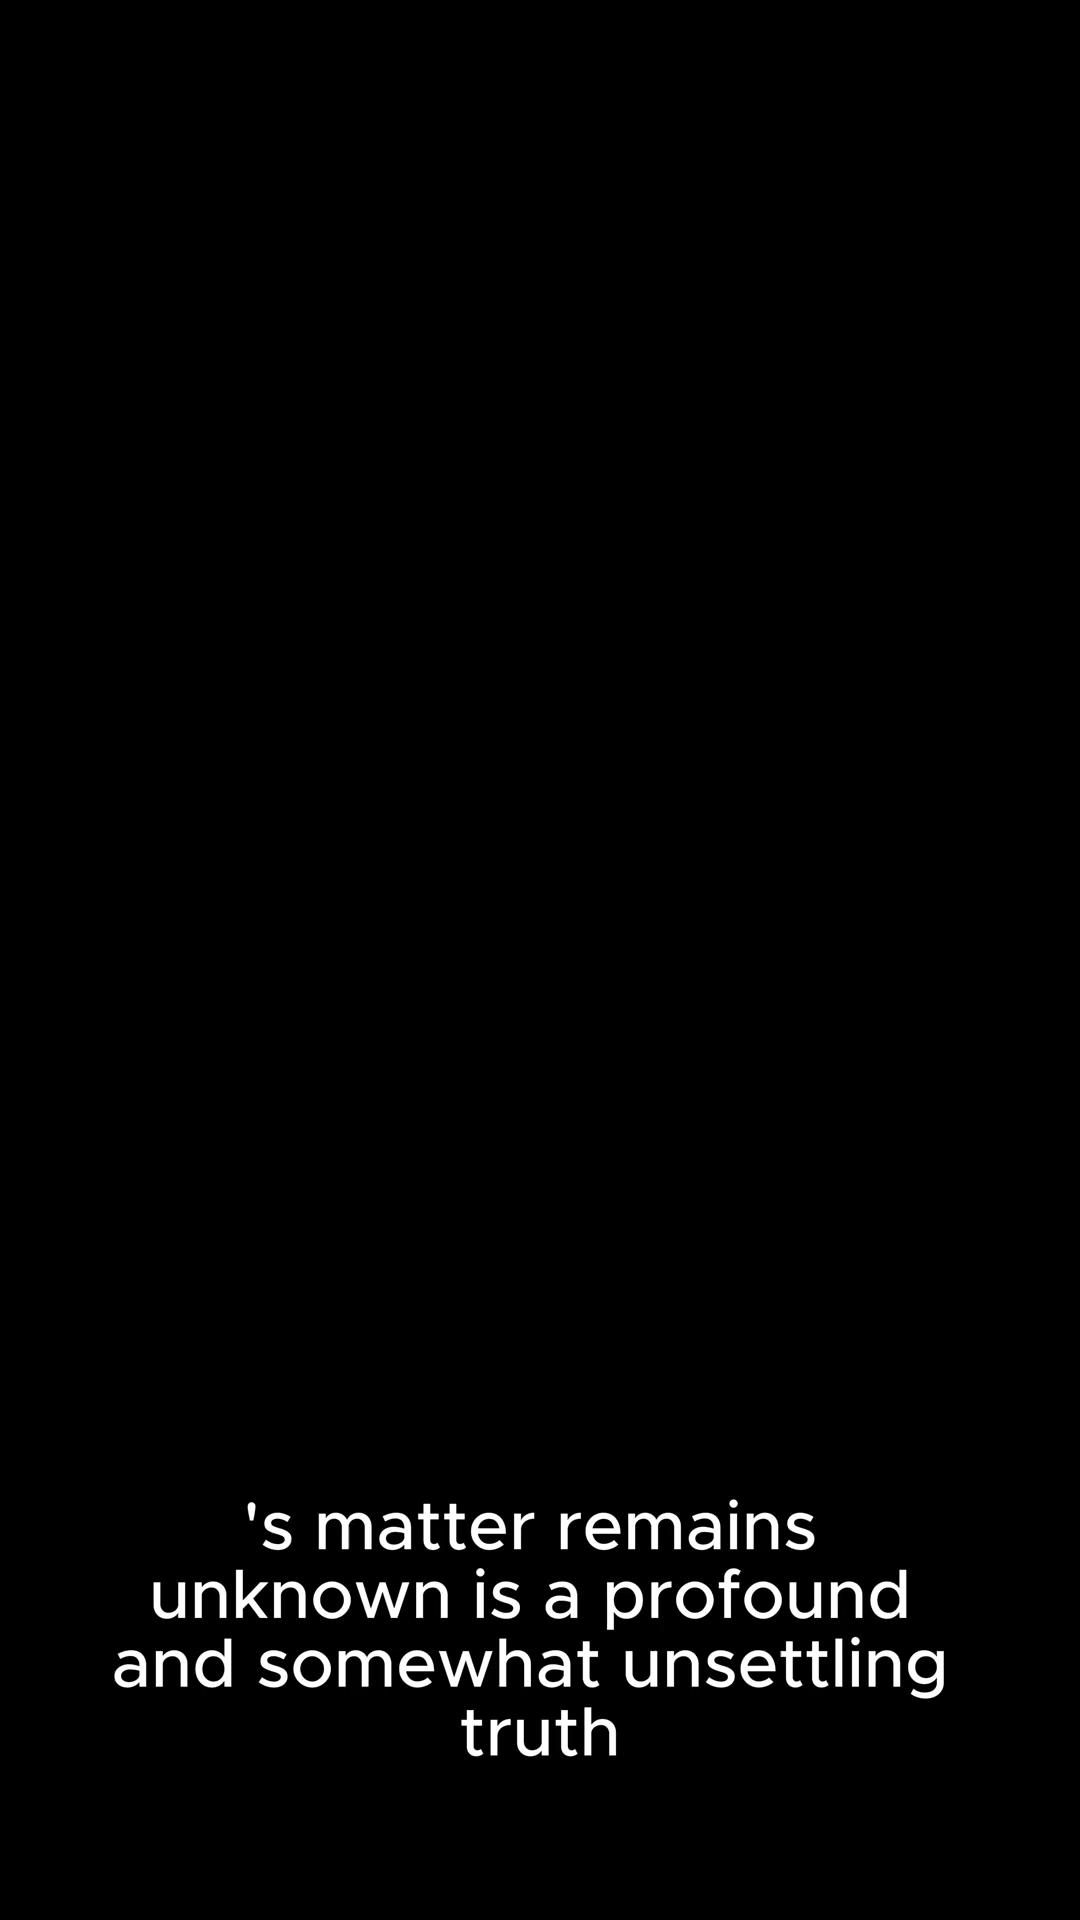 's matter remains
unknown is a profound
and somewhat unsettling
truth